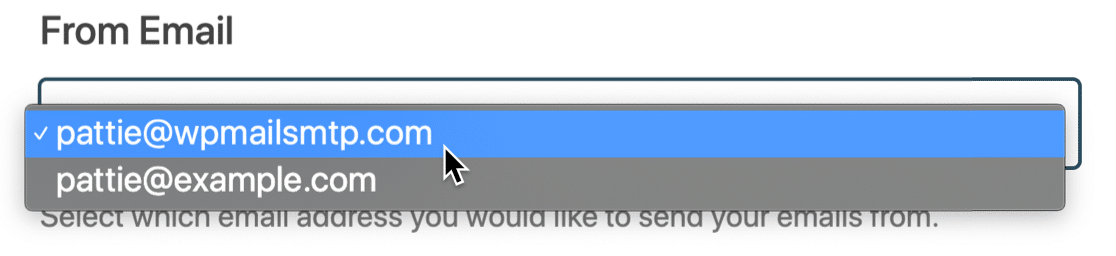 From Email
✓ pattie@wpmailsmtp.com
pattie@example.com
Select which email address you would like to send your emails from.